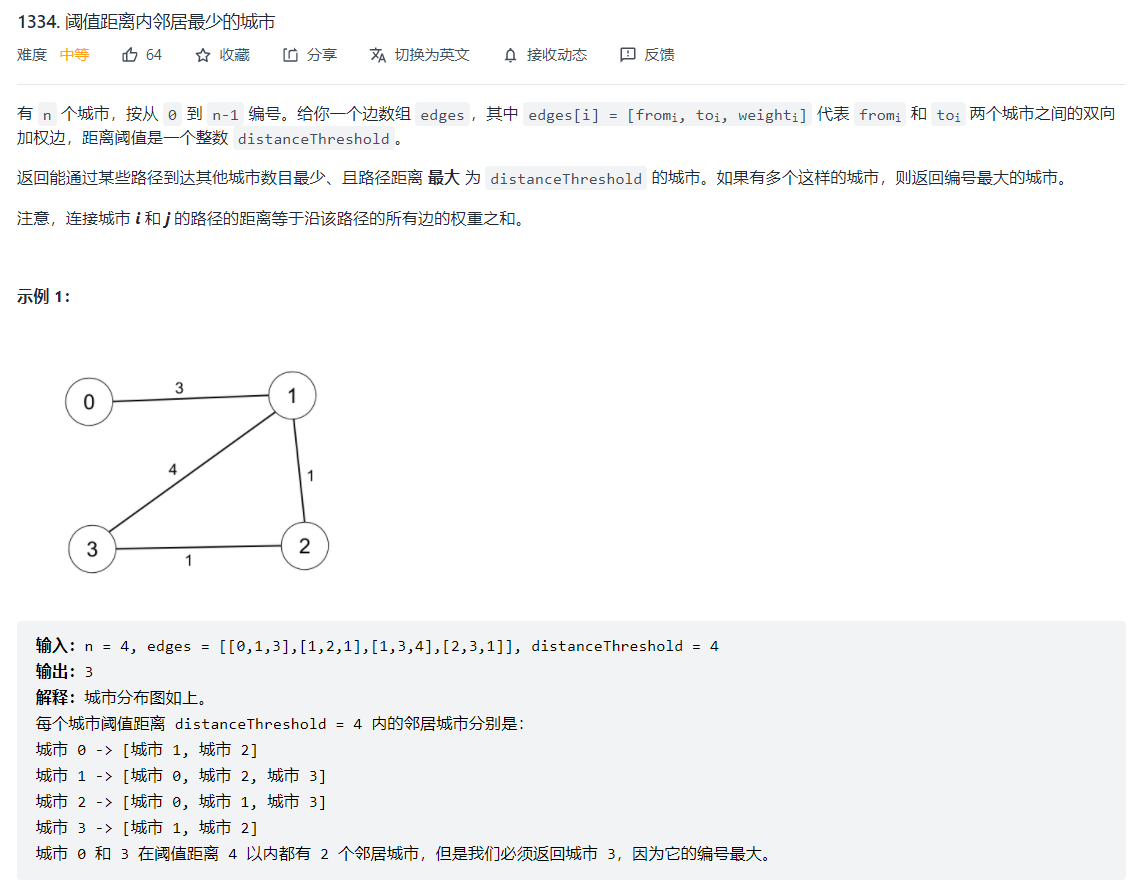 1334. 阈值距离内邻居最少的城市
难度 中等 64 收藏 分享 切换为英文 接收动态 反馈
有 n 个城市，按从 0 到 n-1 编号。给你一个边数组 edges，其中 edges[i] = [fromᵢ, toᵢ, weightᵢ] 代表 fromᵢ 和 toᵢ 两个城市之间的双向
加权边，距离阈值是一个整数 distanceThreshold。
返回能通过某些路径到达其他城市数目最少、且路径距离 最大 为 distanceThreshold 的城市。如果有多个这样的城市，则返回编号最大的城市。
注意，连接城市 i 和 j 的路径的距离等于沿该路径的所有边的权重之和。
示例 1：
3
0
1
4
1
3
2
1
输入：n = 4, edges = [[0,1,3],[1,2,1],[1,3,4],[2,3,1]], distanceThreshold = 4
输出：3
解释：城市分布图如上。
每个城市阈值距离 distanceThreshold = 4 内的邻居城市分别是：
城市 0 -> [城市 1, 城市 2]
城市 1 -> [城市 0, 城市 2, 城市 3]
城市 2 -> [城市 0, 城市 1, 城市 3]
城市 3 -> [城市 1, 城市 2]
城市 0 和 3 在阈值距离 4 以内都有 2 个邻居城市，但是我们必须返回城市 3，因为它的编号最大。